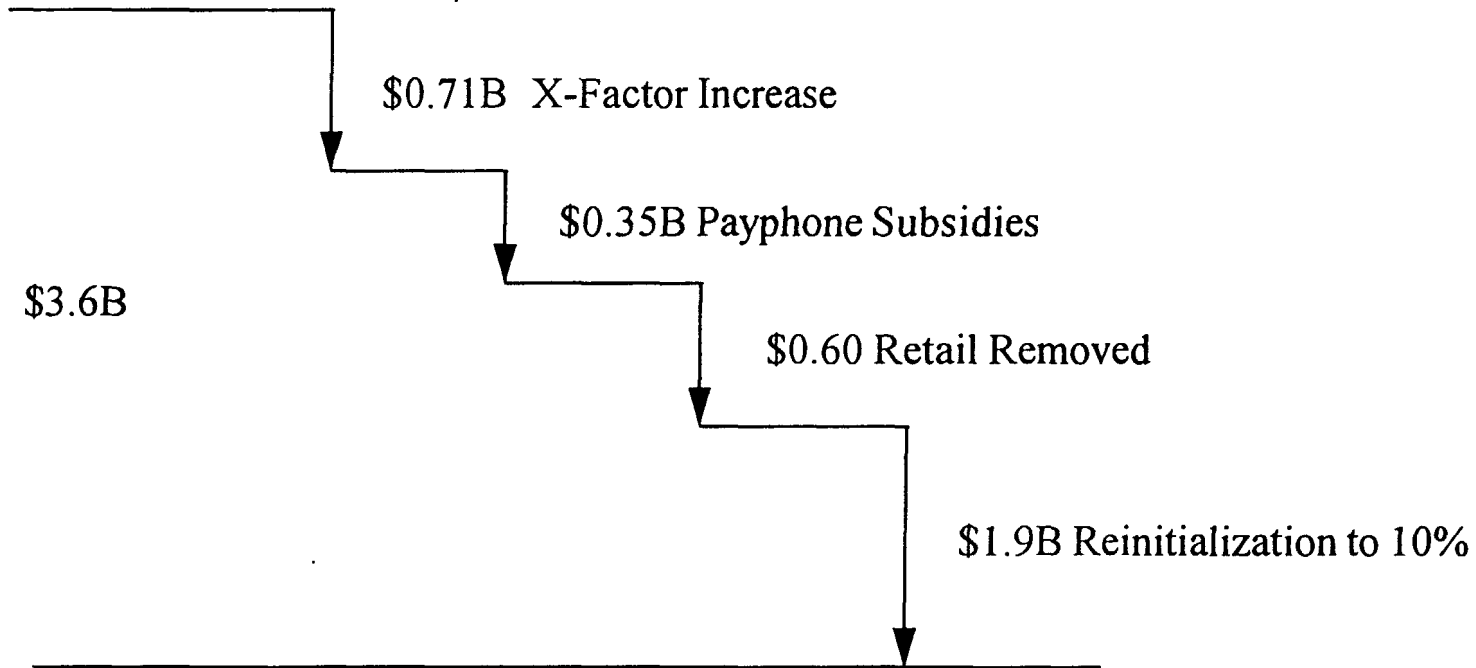 $0.71B X-Factor Increase
$0.35B Payphone Subsidies
$3.6B
$0.60 Retail Removed
$1.9B Reinitialization to 10%